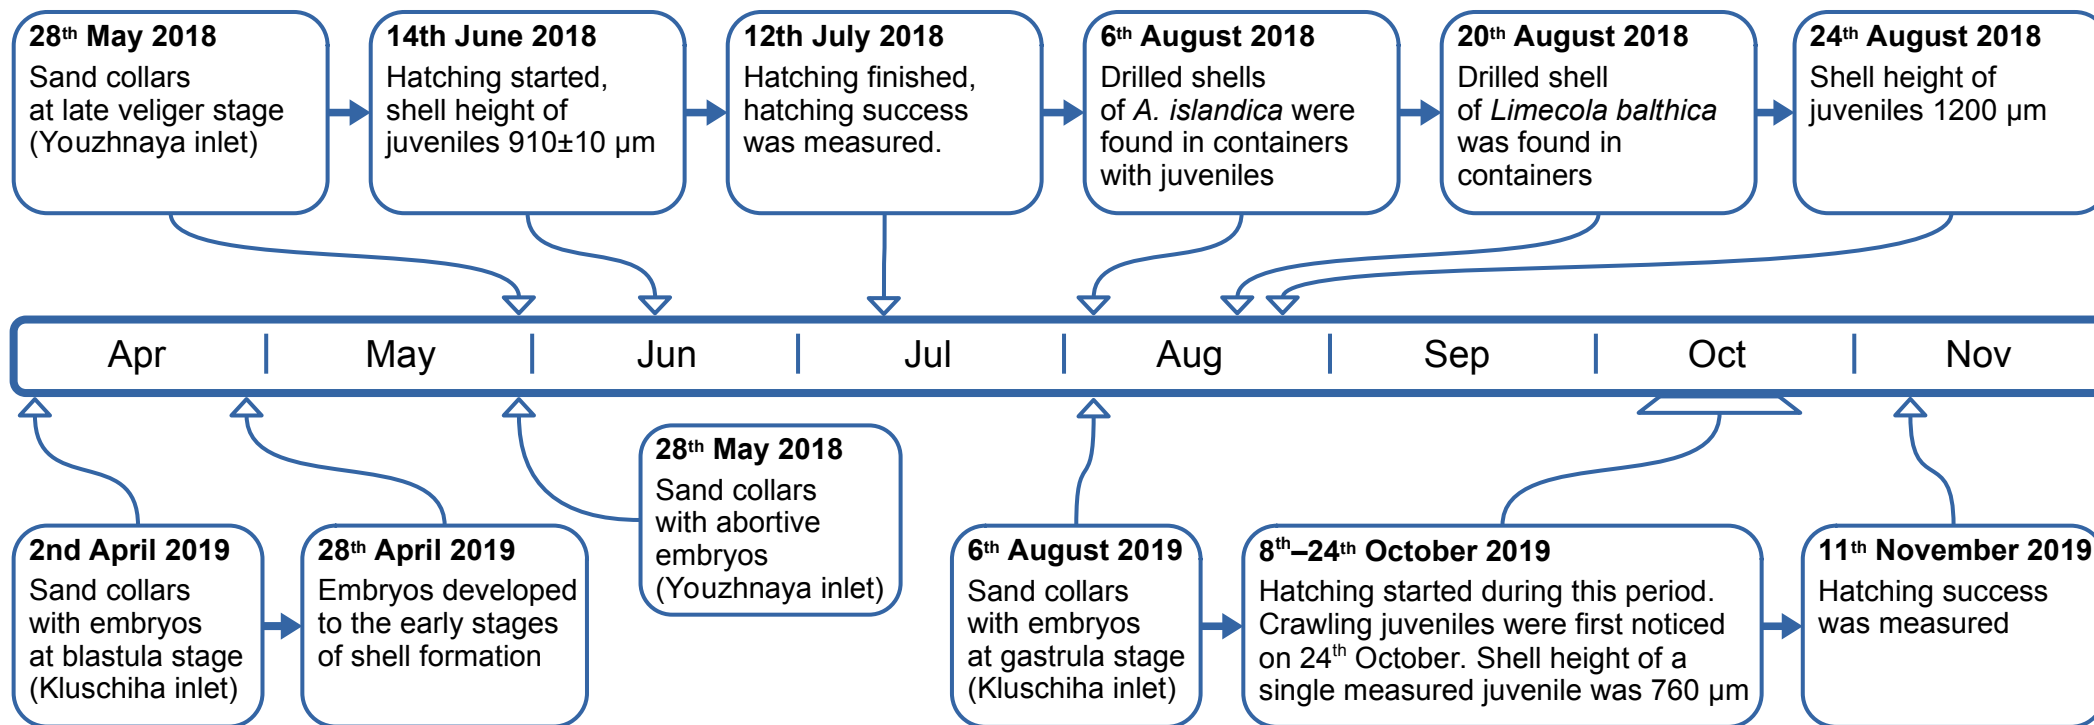 28th May 2018
Sand collars
at late veliger stage
(Youzhnaya inlet)
14th June 2018
Hatching started,
shell height of
juveniles 910±10 µm
12th July 2018
Hatching finished,
hatching success
was measured.
6th August 2018
Drilled shells
of A. islandica were
found in containers
with juveniles
20th August 2018
Drilled shell
of Limecola balthica
was found in
containers
24th August 2018
Shell height of
juveniles 1200 µm
Apr | May | Jun | Jul | Aug | Sep | Oct | Nov
2nd April 2019
Sand collars
with embryos
at blastula stage
(Kluschiha inlet)
28th April 2019
Embryos developed
to the early stages
of shell formation
28th May 2018
Sand collars
with abortive
embryos
(Youzhnaya inlet)
6th August 2019
Sand collars
with embryos
at gastrula stage
(Kluschiha inlet)
8th–24th October 2019
Hatching started during this period.
Crawling juveniles were first noticed
on 24th October. Shell height of a
single measured juvenile was 760 µm
11th November 2019
Hatching success
was measured